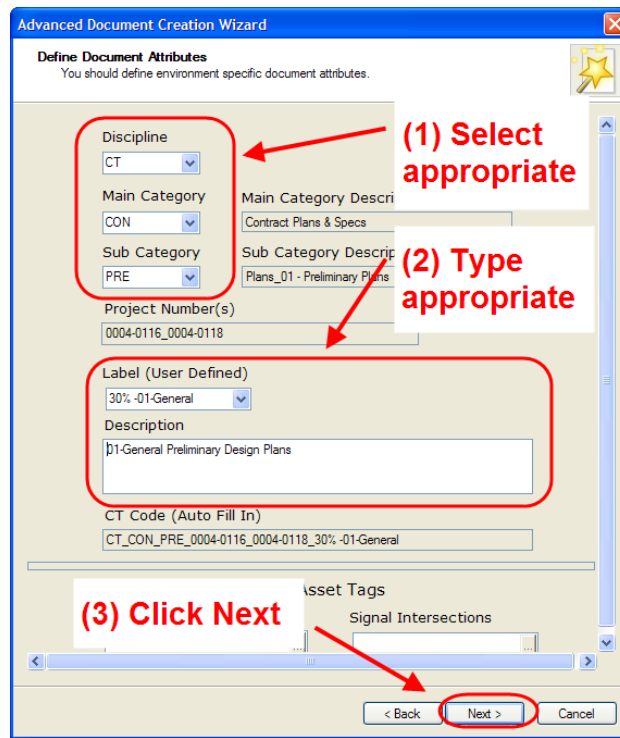 Advanced Document Creation Wizard
Define Document Attributes
You should define environment specific document attributes.
(1) Select
appropriate
Discipline
CT
Main Category
Main Category Descri
CON
Contract Plans & Specs
Sub Category
Sub Category Descrip
PRE
Plans_01 - Preliminary Plans
(2) Type
appropriate
Project Number(s)
0004-0116_0004-0118
Label (User Defined)
30% -01-General
Description
01-General Preliminary Design Plans
CT Code (Auto Fill In)
CT_CON_PRE_0004-0116_0004-0118_30% -01-General
Asset Tags
(3) Click Next
Signal Intersections
...
...
< Back
Next >
Cancel